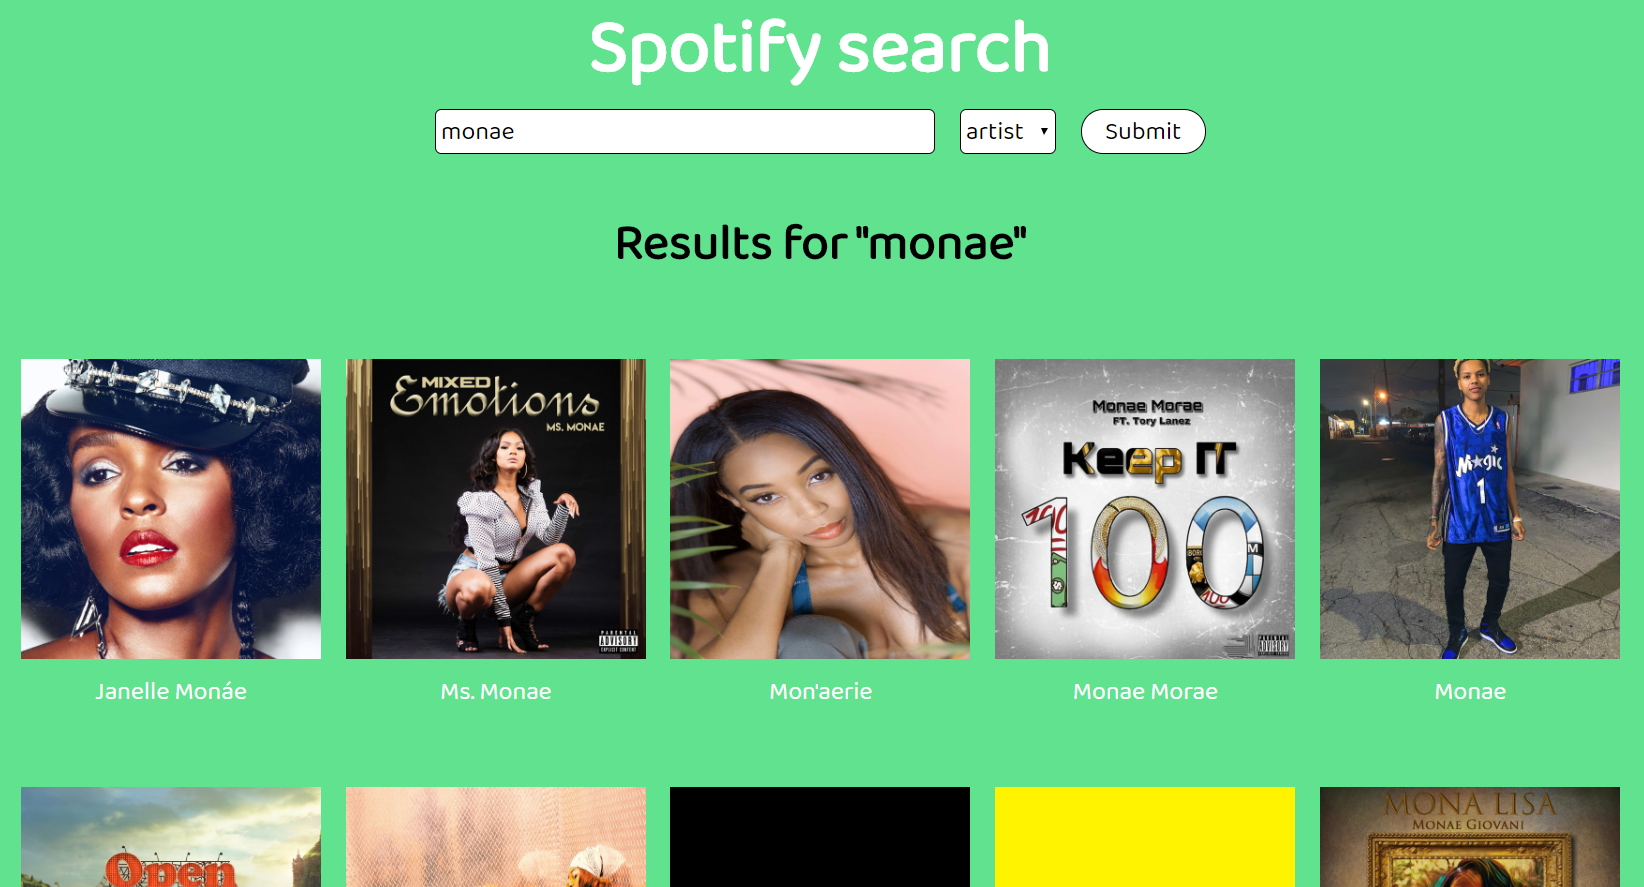 Spotify search
monae
artist
Submit
Results for "monae"
MIXED
Emotions
MS. MONAE
PARENTAL
ADVISORY
EXPLICIT CONTENT
Monae Morae
FT. Tory Lanez
Keep IT
100
PARENTAL
ADVISORY
Magic
1
Janelle Monáe
Ms. Monae
Mon'aerie
Monae Morae
Monae
Open
MONA LISA
MONAE GIOVANI